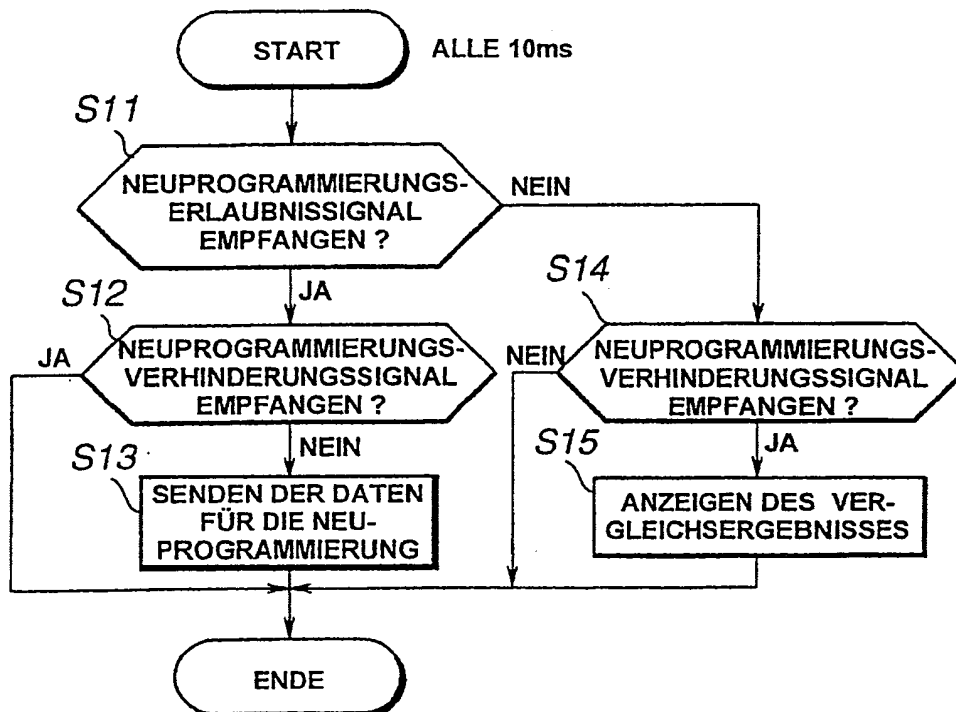 START
ALLE 10ms
S11
NEUPROGRAMMIERUNGS-
ERLAUBNISSIGNAL
EMPFANGEN ?
NEIN
JA
S12
JA
NEUPROGRAMMIERUNGS-
VERHINDERUNGSSIGNAL
EMPFANGEN ?
S14
NEIN
NEUPROGRAMMIERUNGS-
VERHINDERUNGSSIGNAL
EMPFANGEN ?
NEIN
JA
S13
SENDEN DER DATEN
FÜR DIE NEU-
PROGRAMMIERUNG
S15
ANZEIGEN DES VER-
GLEICHSERGEBNISSES
ENDE